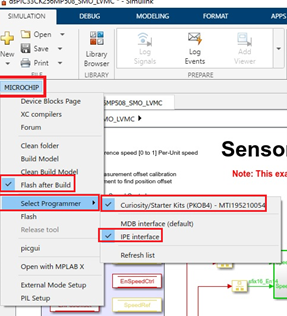 dsPIC33CK256MP508_SMO_LVMC * - Simulink
SIMULATION DEBUG MODELING FORMAT APPS
New
Open
Save
Print
FILE
Library
Browser
LIBRARY
Log
Signals
Add
Viewer
Log
Events
PREPARE
MICROCHIP
Device Blocks Page
XC compilers
Forum
Clean folder
Build Model
Clean Build Model
Flash after Build
Select Programmer
Flash
Release tool
picgui
Open with MPLAB X
External Mode Setup
PIL Setup
MP508_SMO_LVMC
MO_LVMC
erence speed [0 to 1] Per-Unit speed
Sensor
easurement offset calibration
ment to find position offset
Note: This exa
Curiosity/Starter Kits (PKOB4) - MTI195210054
MDB interface (default)
IPE interface
Refresh list
EnSpeedCtrl
SpeedRef